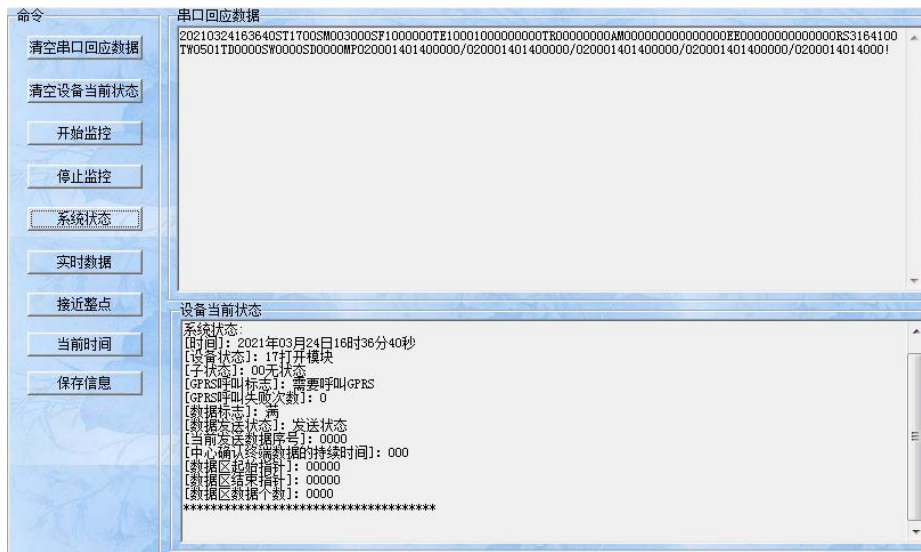 命令
清空串口回应数据
清空设备当前状态
开始监控
停止监控
系统状态
实时数据
接近整点
当前时间
保存信息
串口回应数据
20210324163640ST1700SM003000SF1000000TE10001000000000TR00000000AM0000000000000000EE00000000000000RS3164100
TW0501TD0000SW0000SD0000MP020001401400000/020001401400000/020001401400000/020001401400000/0200014014000!
设备当前状态
系统状态:
[时间]: 2021年03月24日16时36分40秒
[设备状态]: 17打开模块
[子状态]: 00无状态
[GPRS呼叫标志]: 需要呼叫GPRS
[GPRS呼叫失败次数]: 0
[数据标志]: 满
[数据发送状态]: 发送状态
[当前发送数据序号]: 0000
[中心确认终端数据的持续时间]: 000
[数据区起始指针]: 00000
[数据区结束指针]: 00000
[数据区数据个数]: 0000
*************************************